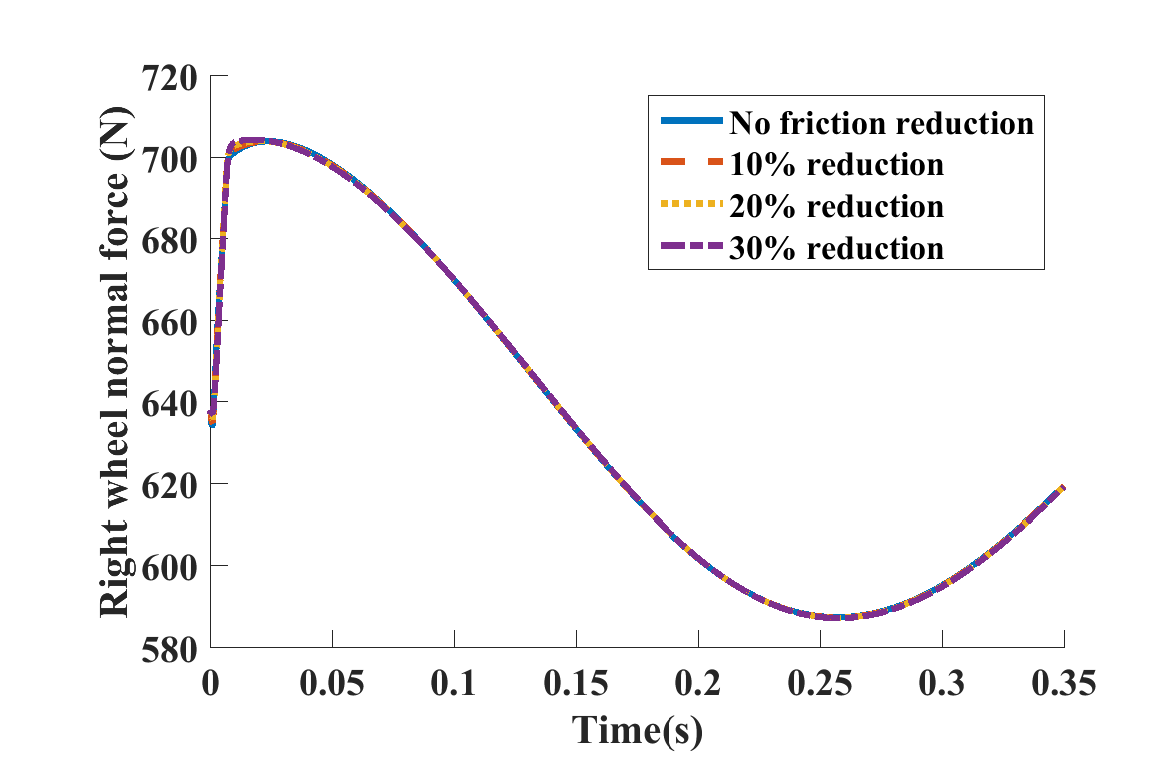 720
700
680
660
640
620
600
580
Right wheel normal force (N)
No friction reduction
10% reduction
20% reduction
30% reduction
0 0.05 0.1 0.15 0.2 0.25 0.3 0.35
Time(s)